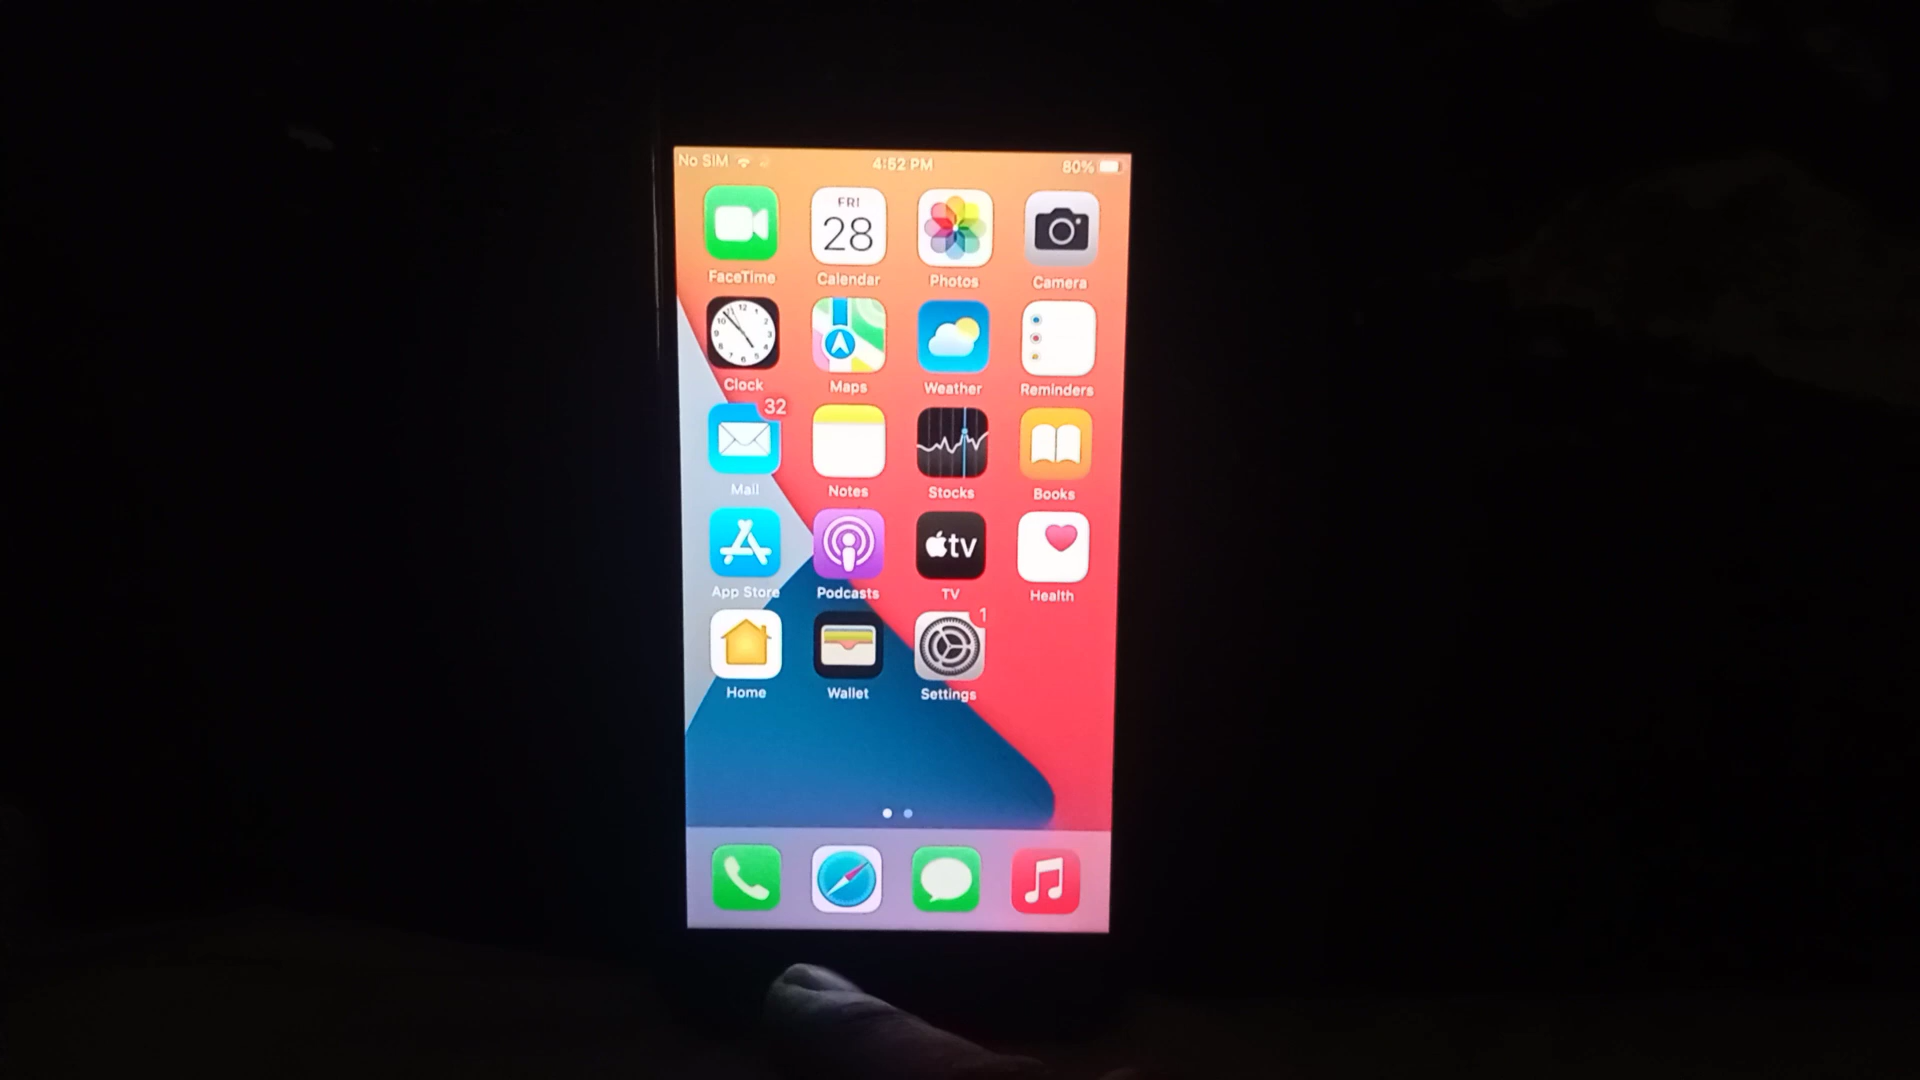 No SIM 4:52 PM 80%
FRI
28
FaceTime Calendar Photos Camera
Clock Maps Weather Reminders
32
Mail Notes Stocks Books
tv
App Store Podcasts TV Health
1
Home Wallet Settings